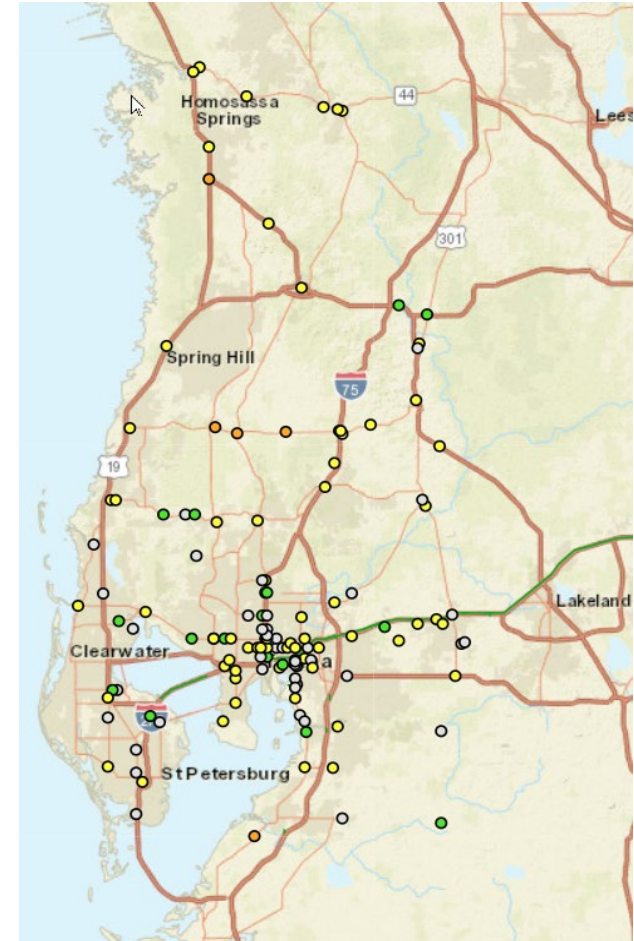 Homosassa
Springs
44
Lees
301
Spring Hill
75
19
Lakeland
Clearwater
a
St Petersburg